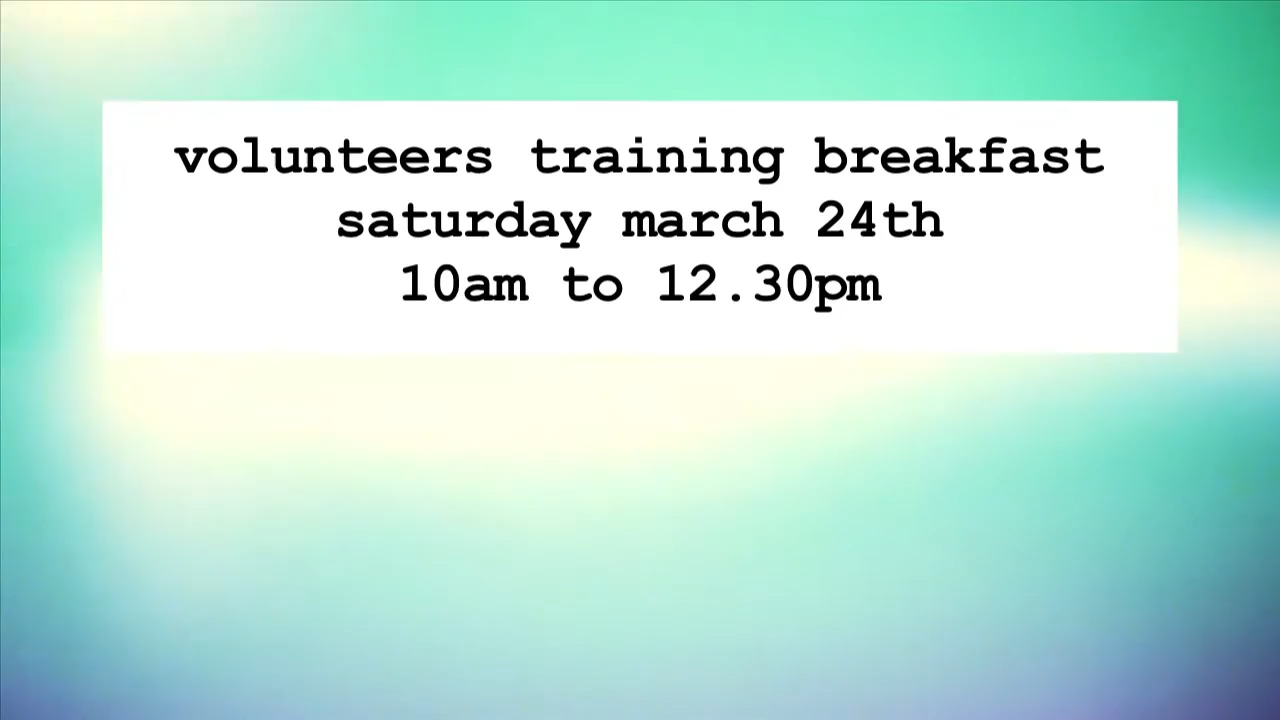 volunteers training breakfast
saturday march 24th
10am to 12.30pm